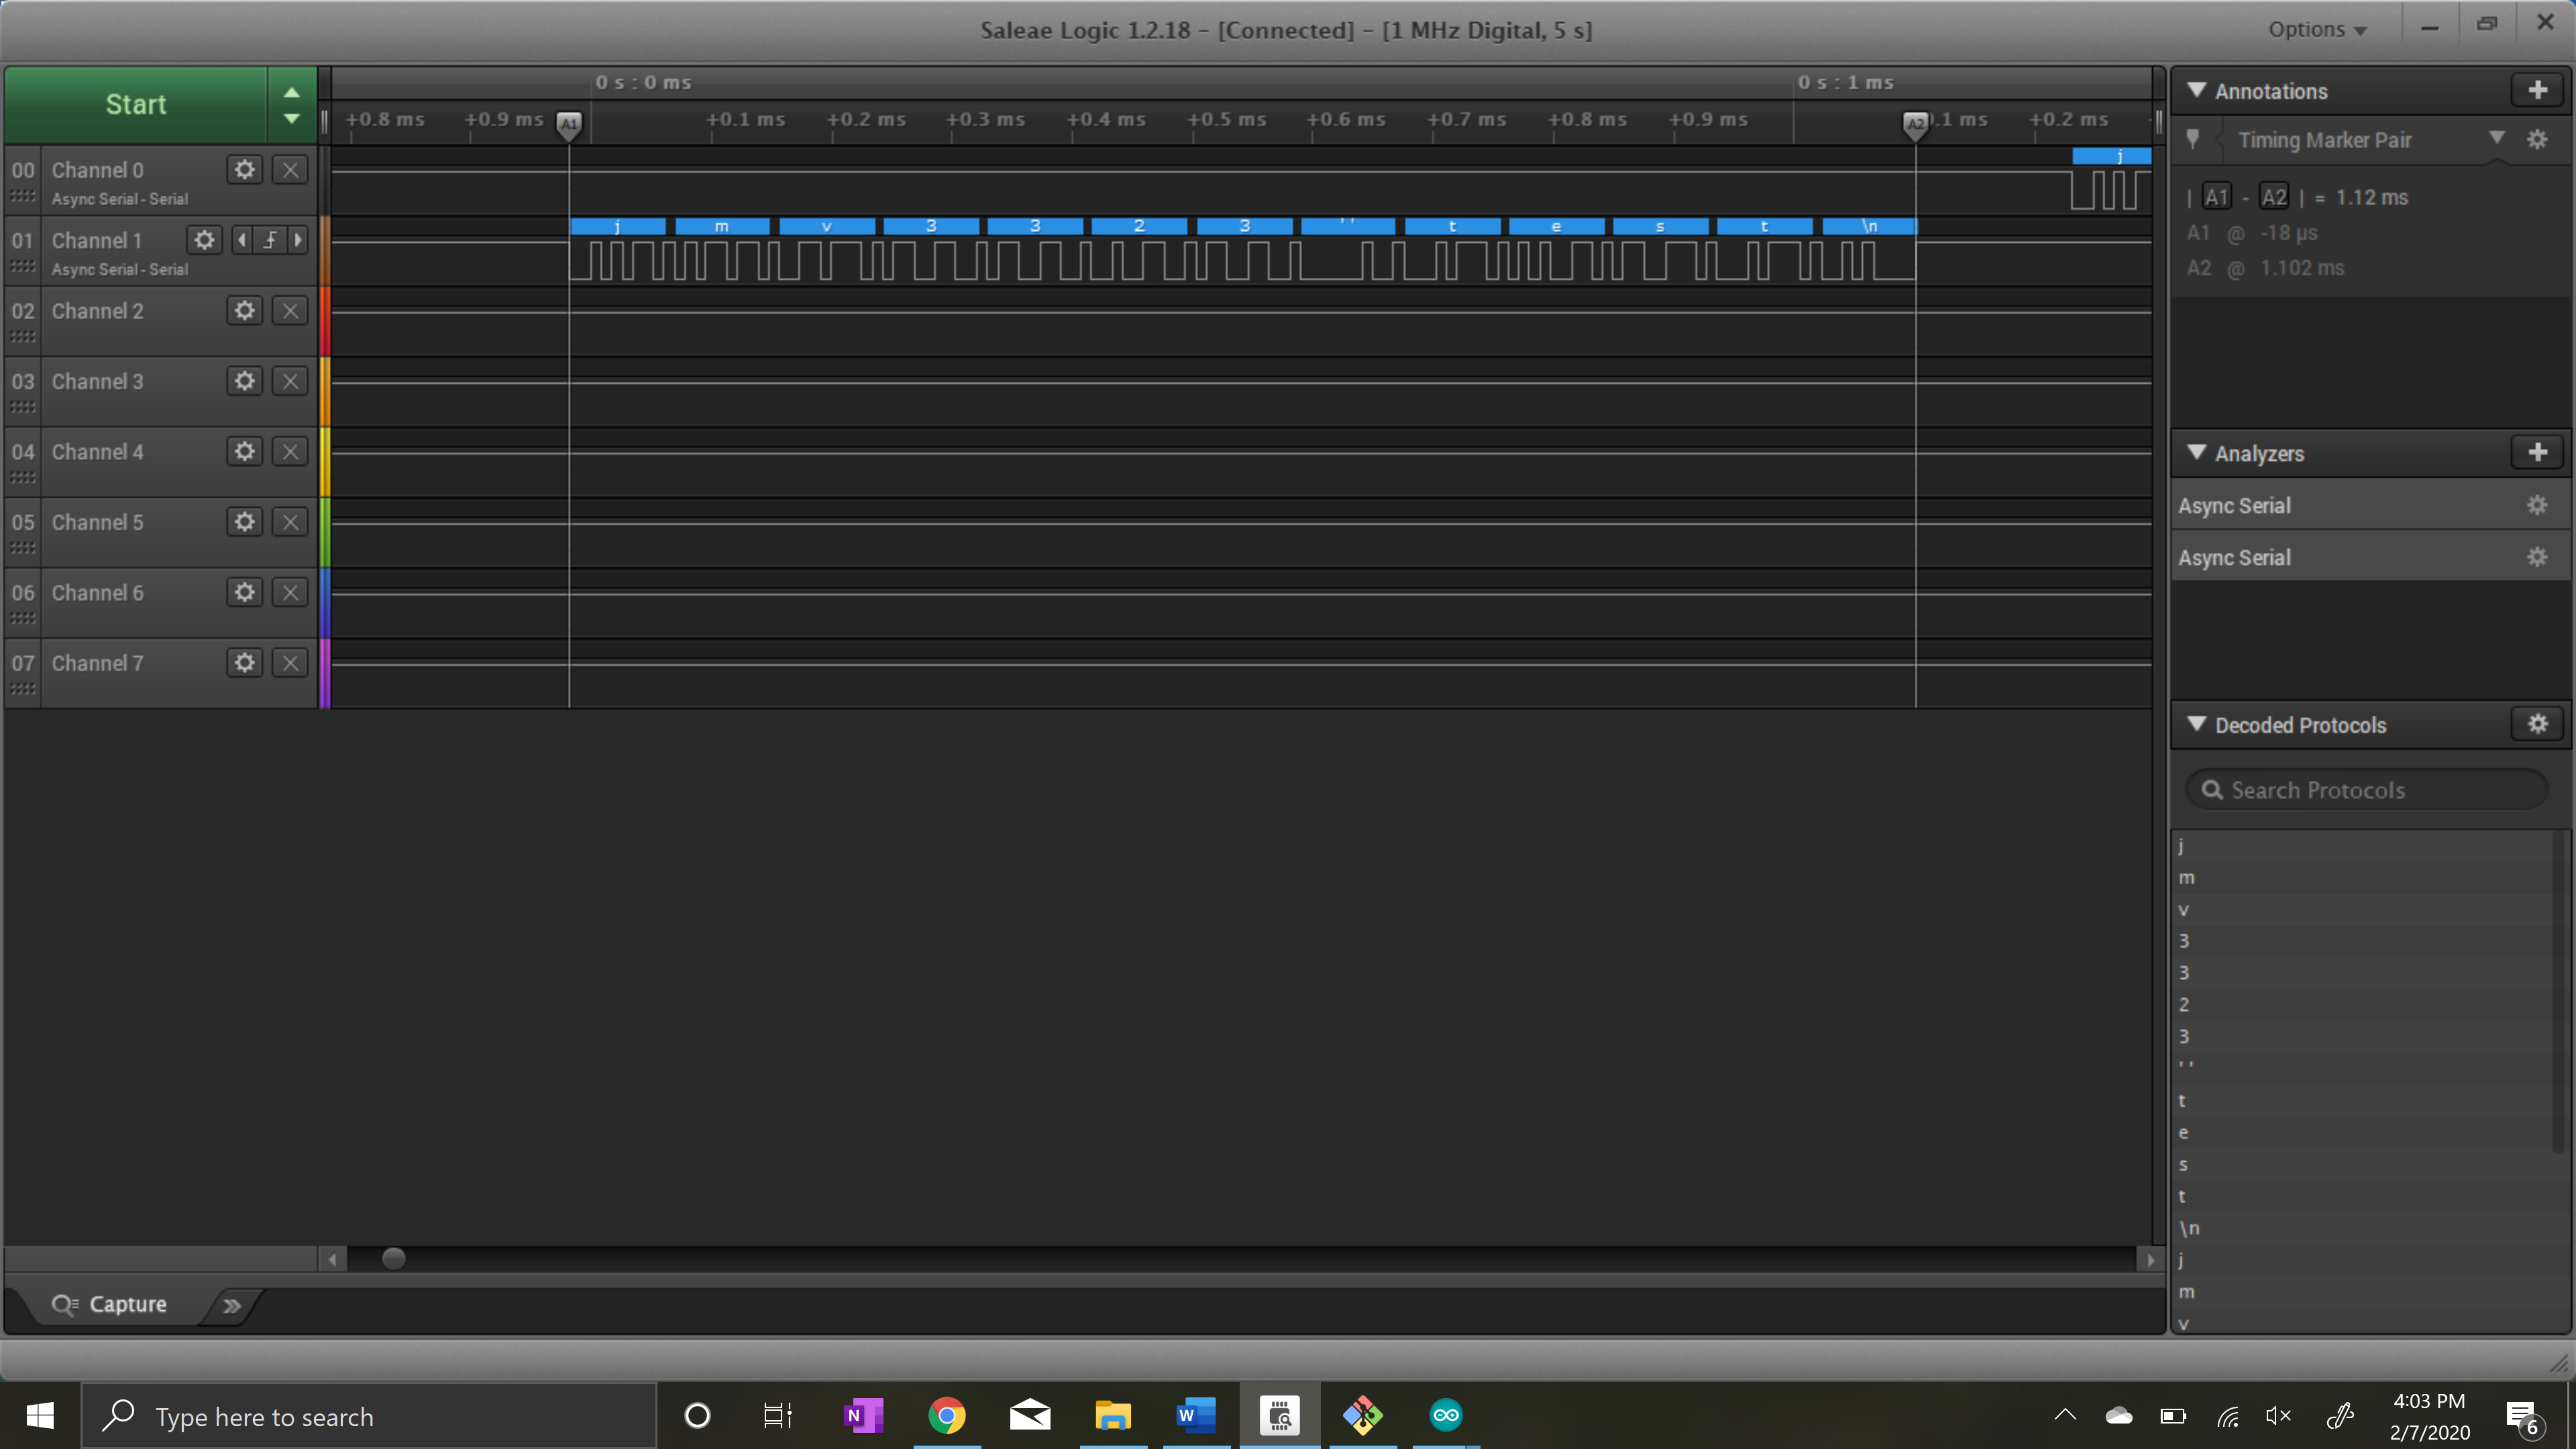 Saleae Logic 1.2.18 - [Connected] - [1 MHz Digital, 5 s]
Options
Start
0 s : 0 ms
0 s : 1 ms
+0.8 ms +0.9 ms A1 +0.1 ms +0.2 ms +0.3 ms +0.4 ms +0.5 ms +0.6 ms +0.7 ms +0.8 ms +0.9 ms A2 0.1 ms +0.2 ms
00 Channel 0
Async Serial - Serial
j
01 Channel 1
Async Serial - Serial
j m v 3 3 2 3 ' ' t e s t \n
02 Channel 2
03 Channel 3
04 Channel 4
05 Channel 5
06 Channel 6
07 Channel 7
Capture
Annotations
Timing Marker Pair
| A1 - A2 | = 1.12 ms
A1 @ -18 µs
A2 @ 1.102 ms
Analyzers
Async Serial
Async Serial
Decoded Protocols
Search Protocols
j
m
v
3
3
2
3
' '
t
e
s
t
\n
j
m
v
Type here to search
N
W
4:03 PM
2/7/2020
6